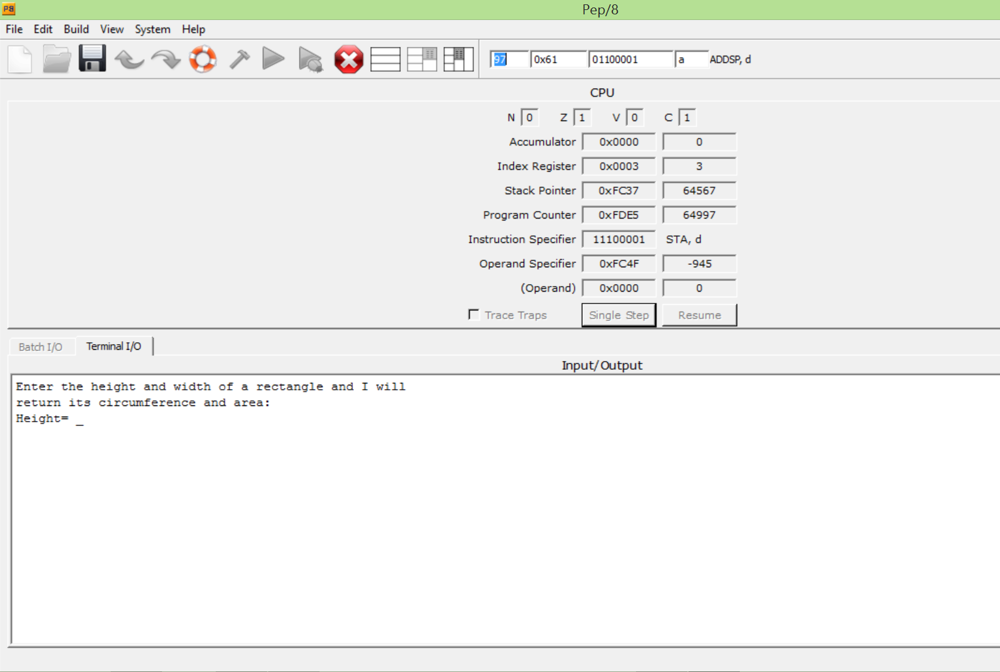 P8 Pep/8
File Edit Build View System Help
97 0x61 01100001 a ADDSP, d
CPU
N 0 Z 1 V 0 C 1
Accumulator 0x0000 0
Index Register 0x0003 3
Stack Pointer 0xFC37 64567
Program Counter 0xFDE5 64997
Instruction Specifier 11100001 STA, d
Operand Specifier 0xFC4F -945
(Operand) 0x0000 0
Trace Traps Single Step Resume
Batch I/O Terminal I/O
Input/Output
Enter the height and width of a rectangle and I will
return its circumference and area:
Height= _